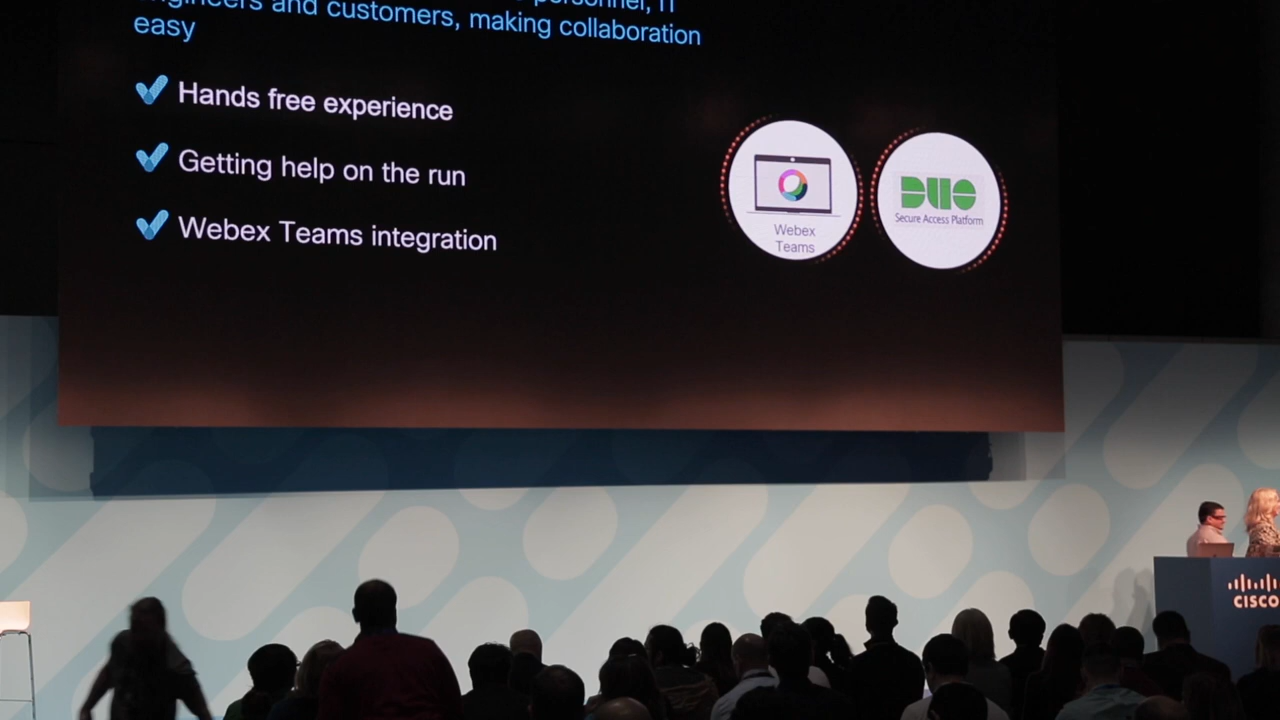 engineers and customers, making collaboration
easy
Hands free experience
Getting help on the run
Webex Teams integration
Webex
Teams
DUO
Secure Access Platform
CISCO